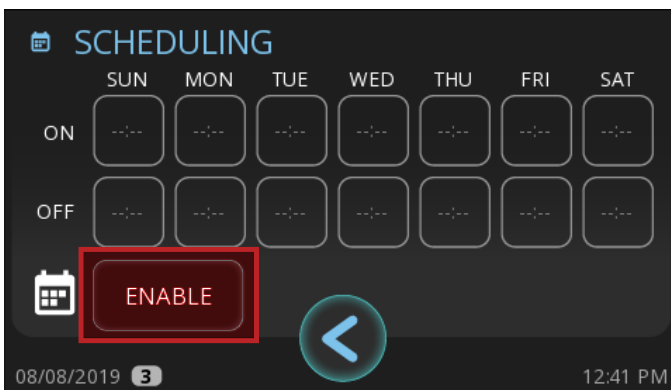 SCHEDULING
SUN MON TUE WED THU FRI SAT
ON --:-- --:-- --:-- --:-- --:-- --:-- --:--
OFF --:-- --:-- --:-- --:-- --:-- --:-- --:--
ENABLE
08/08/2019 3 12:41 PM